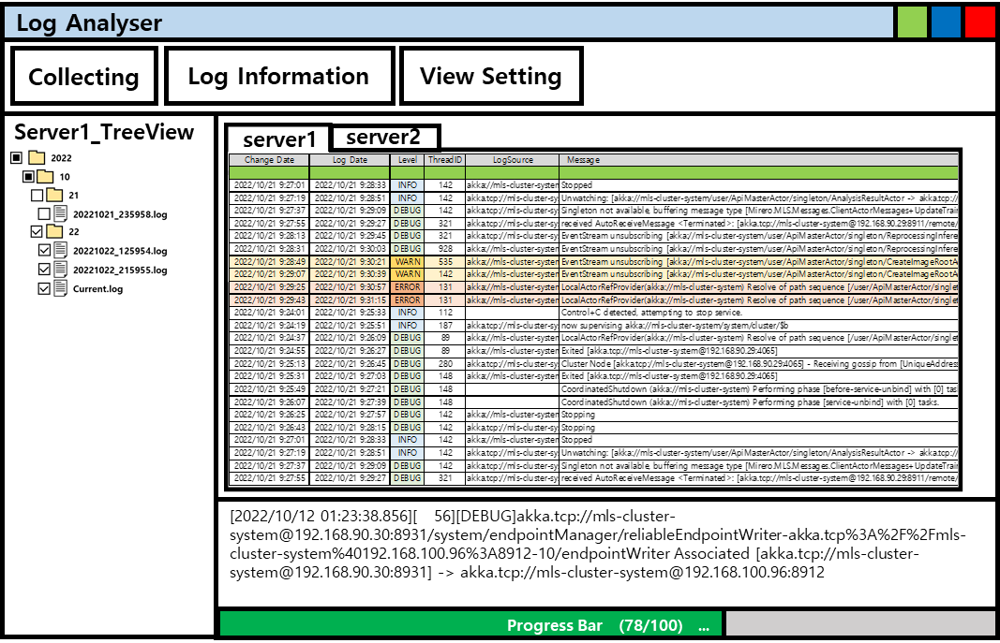 Log Analyser
Collecting
Log Information
View Setting
Server1_TreeView
2022
10
21
20221021_235958.log
22
20221022_125954.log
20221022_215955.log
Current.log
server1
server2
Change Date Log Date Level ThreadID LogSource Message
2022/10/21 9:27:01 2022/10/21 9:28:33 INFO 142 akka://mls-cluster-system Stopped
2022/10/21 9:27:19 2022/10/21 9:28:51 INFO 142 akka.tcp://mls-cluster-sy Unwatching: [akka://mls-cluster-system/user/ApiMasterActor/singleton/AnalysisResultActor -> akka.tcp:/
2022/10/21 9:27:37 2022/10/21 9:29:09 DEBUG 142 akka.tcp://mls-cluster-sy Singleton not available, buffering message type [Mirero.MLS.Messages.ClientActorMessages+UpdateTrai
2022/10/21 9:27:55 2022/10/21 9:29:27 DEBUG 321 akka.tcp://mls-cluster-sy received AutoReceiveMessage <Terminated>: [akka.tcp://mls-cluster-system@192.168.90.29:8911/remote/
2022/10/21 9:28:13 2022/10/21 9:29:45 DEBUG 321 akka://mls-cluster-system EventStream unsubscribing [akka://mls-cluster-system/user/ApiMasterActor/singleton/ReprocessingInfere
2022/10/21 9:28:31 2022/10/21 9:30:03 DEBUG 928 akka://mls-cluster-system EventStream unsubscribing [akka://mls-cluster-system/user/ApiMasterActor/singleton/ReprocessingInfere
2022/10/21 9:28:49 2022/10/21 9:30:21 WARN 535 akka://mls-cluster-system EventStream unsubscribing [akka://mls-cluster-system/user/ApiMasterActor/singleton/CreateImageRootA
2022/10/21 9:29:07 2022/10/21 9:30:39 WARN 142 akka://mls-cluster-system EventStream unsubscribing [akka://mls-cluster-system/user/ApiMasterActor/singleton/CreateImageRootA
2022/10/21 9:29:25 2022/10/21 9:30:57 ERROR 131 akka://mls-cluster-system LocalActorRefProvider(akka://mls-cluster-system) Resolve of path sequence [/user/ApiMasterActor/singlet
2022/10/21 9:29:43 2022/10/21 9:31:15 ERROR 131 akka://mls-cluster-system LocalActorRefProvider(akka://mls-cluster-system) Resolve of path sequence [/user/ApiMasterActor/singlet
2022/10/21 9:24:01 2022/10/21 9:25:33 INFO 112 Control+C detected, attempting to stop service.
2022/10/21 9:24:19 2022/10/21 9:25:51 INFO 187 akka.tcp://mls-cluster-sy now supervising akka://mls-cluster-system/system/cluster/$b
2022/10/21 9:24:37 2022/10/21 9:26:09 DEBUG 89 akka.tcp://mls-cluster-sy LocalActorRefProvider(akka://mls-cluster-system) Resolve of path sequence [/user/ApiMasterActor/singlet
2022/10/21 9:24:55 2022/10/21 9:26:27 DEBUG 89 akka://mls-cluster-system Exited [akka.tcp://mls-cluster-system@192.168.90.29:4065]
2022/10/21 9:25:13 2022/10/21 9:26:45 DEBUG 280 akka.tcp://mls-cluster-sy Cluster Node [akka.tcp://mls-cluster-system@192.168.90.29:4065] - Receiving gossip from [UniqueAddress
2022/10/21 9:25:31 2022/10/21 9:27:03 DEBUG 148 akka://mls-cluster-system Exited [akka.tcp://mls-cluster-system@192.168.90.29:4065]
2022/10/21 9:25:49 2022/10/21 9:27:21 DEBUG 148 CoordinatedShutdown (akka://mls-cluster-system) Performing phase [before-service-unbind] with [0] tas
2022/10/21 9:26:07 2022/10/21 9:27:39 DEBUG 148 CoordinatedShutdown (akka://mls-cluster-system) Performing phase [service-unbind] with [0] tasks.
2022/10/21 9:26:25 2022/10/21 9:27:57 DEBUG 142 akka://mls-cluster-system Stopping
2022/10/21 9:26:43 2022/10/21 9:28:15 DEBUG 142 akka.tcp://mls-cluster-sy Stopping
2022/10/21 9:27:01 2022/10/21 9:28:33 INFO 142 akka://mls-cluster-system Stopped
2022/10/21 9:27:19 2022/10/21 9:28:51 INFO 142 akka.tcp://mls-cluster-sy Unwatching: [akka://mls-cluster-system/user/ApiMasterActor/singleton/AnalysisResultActor -> akka.tcp:/
2022/10/21 9:27:37 2022/10/21 9:29:09 DEBUG 142 akka.tcp://mls-cluster-sy Singleton not available, buffering message type [Mirero.MLS.Messages.ClientActorMessages+UpdateTrai
2022/10/21 9:27:55 2022/10/21 9:29:27 DEBUG 321 akka.tcp://mls-cluster-sy received AutoReceiveMessage <Terminated>: [akka.tcp://mls-cluster-system@192.168.90.29:8911/remote/
[2022/10/12 01:23:38.856][ 56][DEBUG]akka.tcp://mls-cluster-
system@192.168.90.30:8931/system/endpointManager/reliableEndpointWriter-akka.tcp%3A%2F%2Fmls-
cluster-system%40192.168.100.96%3A8912-10/endpointWriter Associated [akka.tcp://mls-cluster-
system@192.168.90.30:8931] -> akka.tcp://mls-cluster-system@192.168.100.96:8912
Progress Bar (78/100) ...